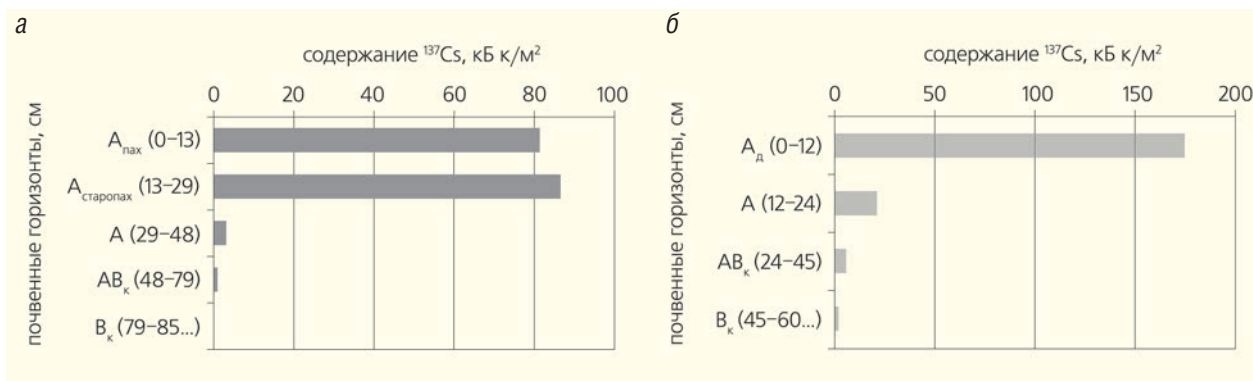 а
содержание ¹³⁷Cs, кБ к/м²
0 20 40 60 80 100
почвенные горизонты, см
Aпах (0–13)
Aстаропах (13–29)
A (29–48)
ABк (48–79)
Bк (79–85...)
б
содержание ¹³⁷Cs, кБ к/м²
0 50 100 150 200
почвенные горизонты, см
Aд (0–12)
A (12–24)
ABк (24–45)
Bк (45–60...)